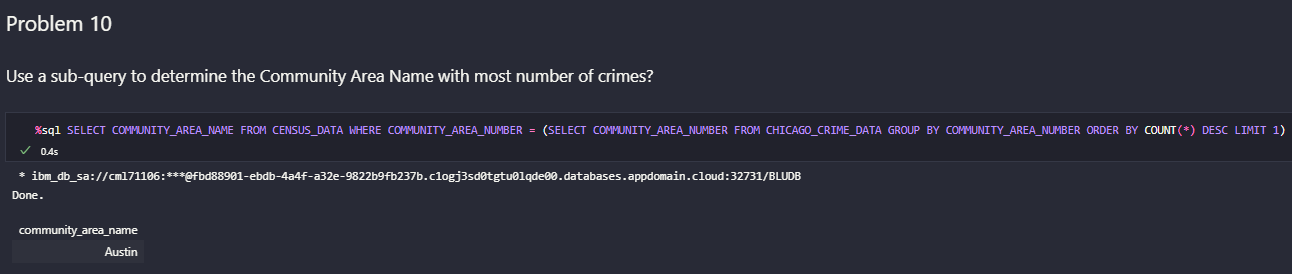 Problem 10
Use a sub-query to determine the Community Area Name with most number of crimes?
%sql SELECT COMMUNITY_AREA_NAME FROM CENSUS_DATA WHERE COMMUNITY_AREA_NUMBER = (SELECT COMMUNITY_AREA_NUMBER FROM CHICAGO_CRIME_DATA GROUP BY COMMUNITY_AREA_NUMBER ORDER BY COUNT(*) DESC LIMIT 1)
0.4s
* ibm_db_sa://cml71106:***@fbd88901-ebdb-4a4f-a32e-9822b9fb237b.c1ogj3sd0tgtu0lqde00.databases.appdomain.cloud:32731/BLUDB
Done.
community_area_name
Austin